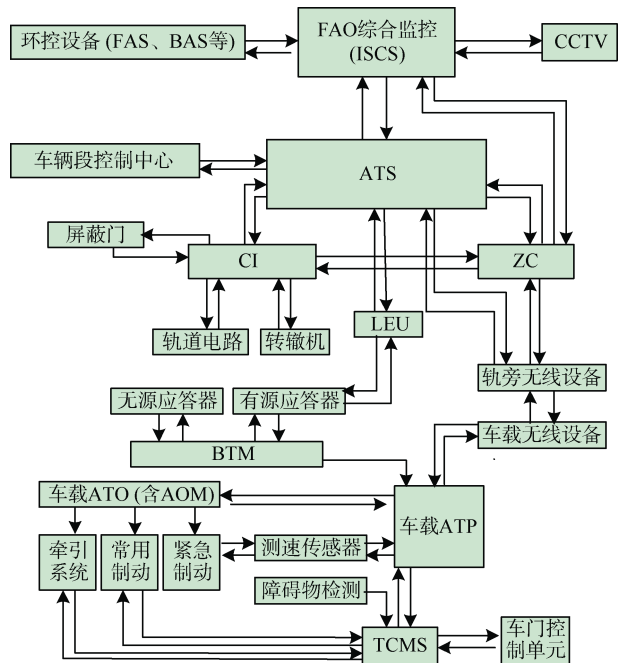 环控设备 (FAS、BAS等)
FAO综合监控
(ISCS)
CCTV
车辆段控制中心
ATS
屏蔽门
CI
ZC
轨道电路
转辙机
LEU
轨旁无线设备
无源应答器
有源应答器
车载无线设备
BTM
车载ATO (含AOM)
车载ATP
牵引
系统
常用
制动
紧急
制动
测速传感器
障碍物检测
TCMS
车门控
制单元